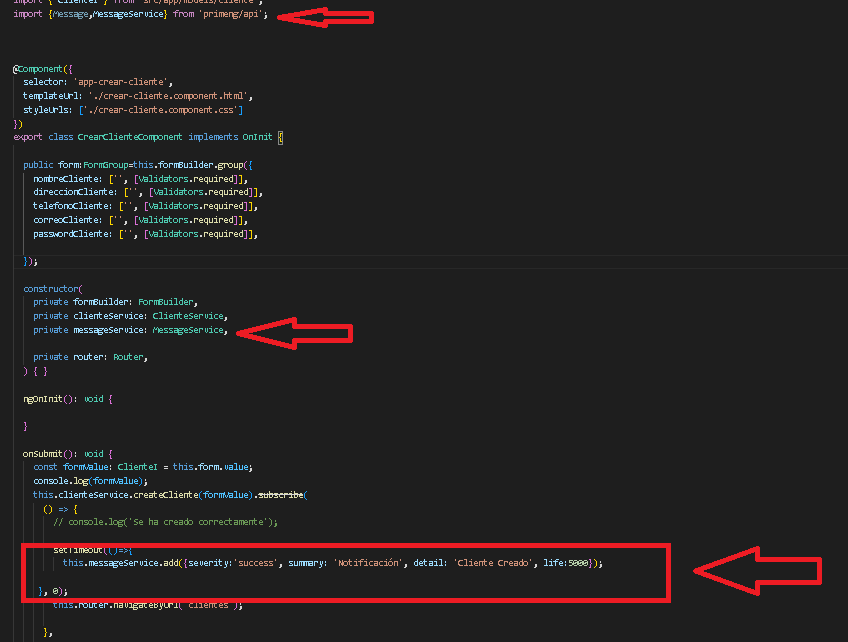 import { ClienteI } from 'src/app/models/cliente';
import {Message,MessageService} from 'primeng/api';
@Component({
selector: 'app-crear-cliente',
templateUrl: './crear-cliente.component.html',
styleUrls: ['./crear-cliente.component.css']
})
export class CrearClienteComponent implements OnInit {
public form:FormGroup=this.formBuilder.group({
nombreCliente: ['', [Validators.required]],
direccionCliente: ['', [Validators.required]],
telefonoCliente: ['', [Validators.required]],
correoCliente: ['', [Validators.required]],
passwordCliente: ['', [Validators.required]],
});
constructor(
private formBuilder: FormBuilder,
private clienteService: ClienteService,
private messageService: MessageService,
private router: Router,
) { }
ngOnInit(): void {
}
onSubmit(): void {
const formValue: ClienteI = this.form.value;
console.log(formValue);
this.clienteService.createCliente(formValue).subscribe(
() => {
// console.log('Se ha creado correctamente');
setTimeout(()=>{
this.messageService.add({severity:'success', summary: 'Notificación', detail: 'Cliente Creado', life:5000});
}, 0);
this.router.navigateByUrl('clientes');
},